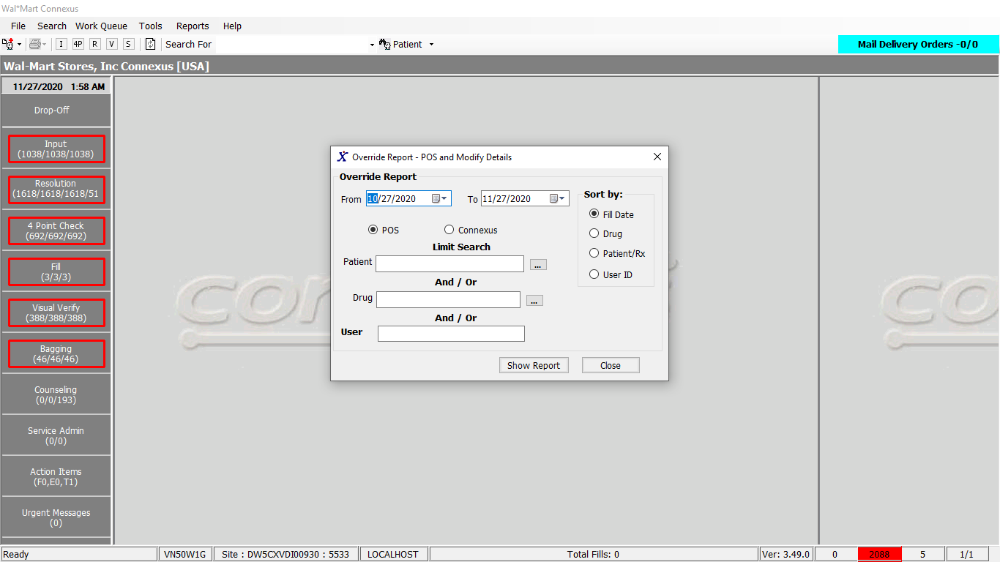 Wal*Mart Connexus
File Search Work Queue Tools Reports Help
I 4P R V S Search For Patient Mail Delivery Orders -0/0
Wal-Mart Stores, Inc Connexus [USA]
11/27/2020 1:58 AM
Drop-Off
Input
(1038/1038/1038)
Resolution
(1618/1618/1618/51
4 Point Check
(692/692/692)
Fill
(3/3/3)
Visual Verify
(388/388/388)
Bagging
(46/46/46)
Counseling
(0/0/193)
Service Admin
(0/0)
Action Items
(F0,E0,T1)
Urgent Messages
(0)
Override Report - POS and Modify Details
Override Report
From 10/27/2020 To 11/27/2020
POS Connexus
Limit Search
Patient ...
And / Or
Drug ...
And / Or
User
Sort by:
Fill Date
Drug
Patient/Rx
User ID
Show Report Close
Ready VN50W1G Site : DW5CXVDI00930 : 5533 LOCALHOST Total Fills: 0 Ver: 3.49.0 0 2088 5 1/1